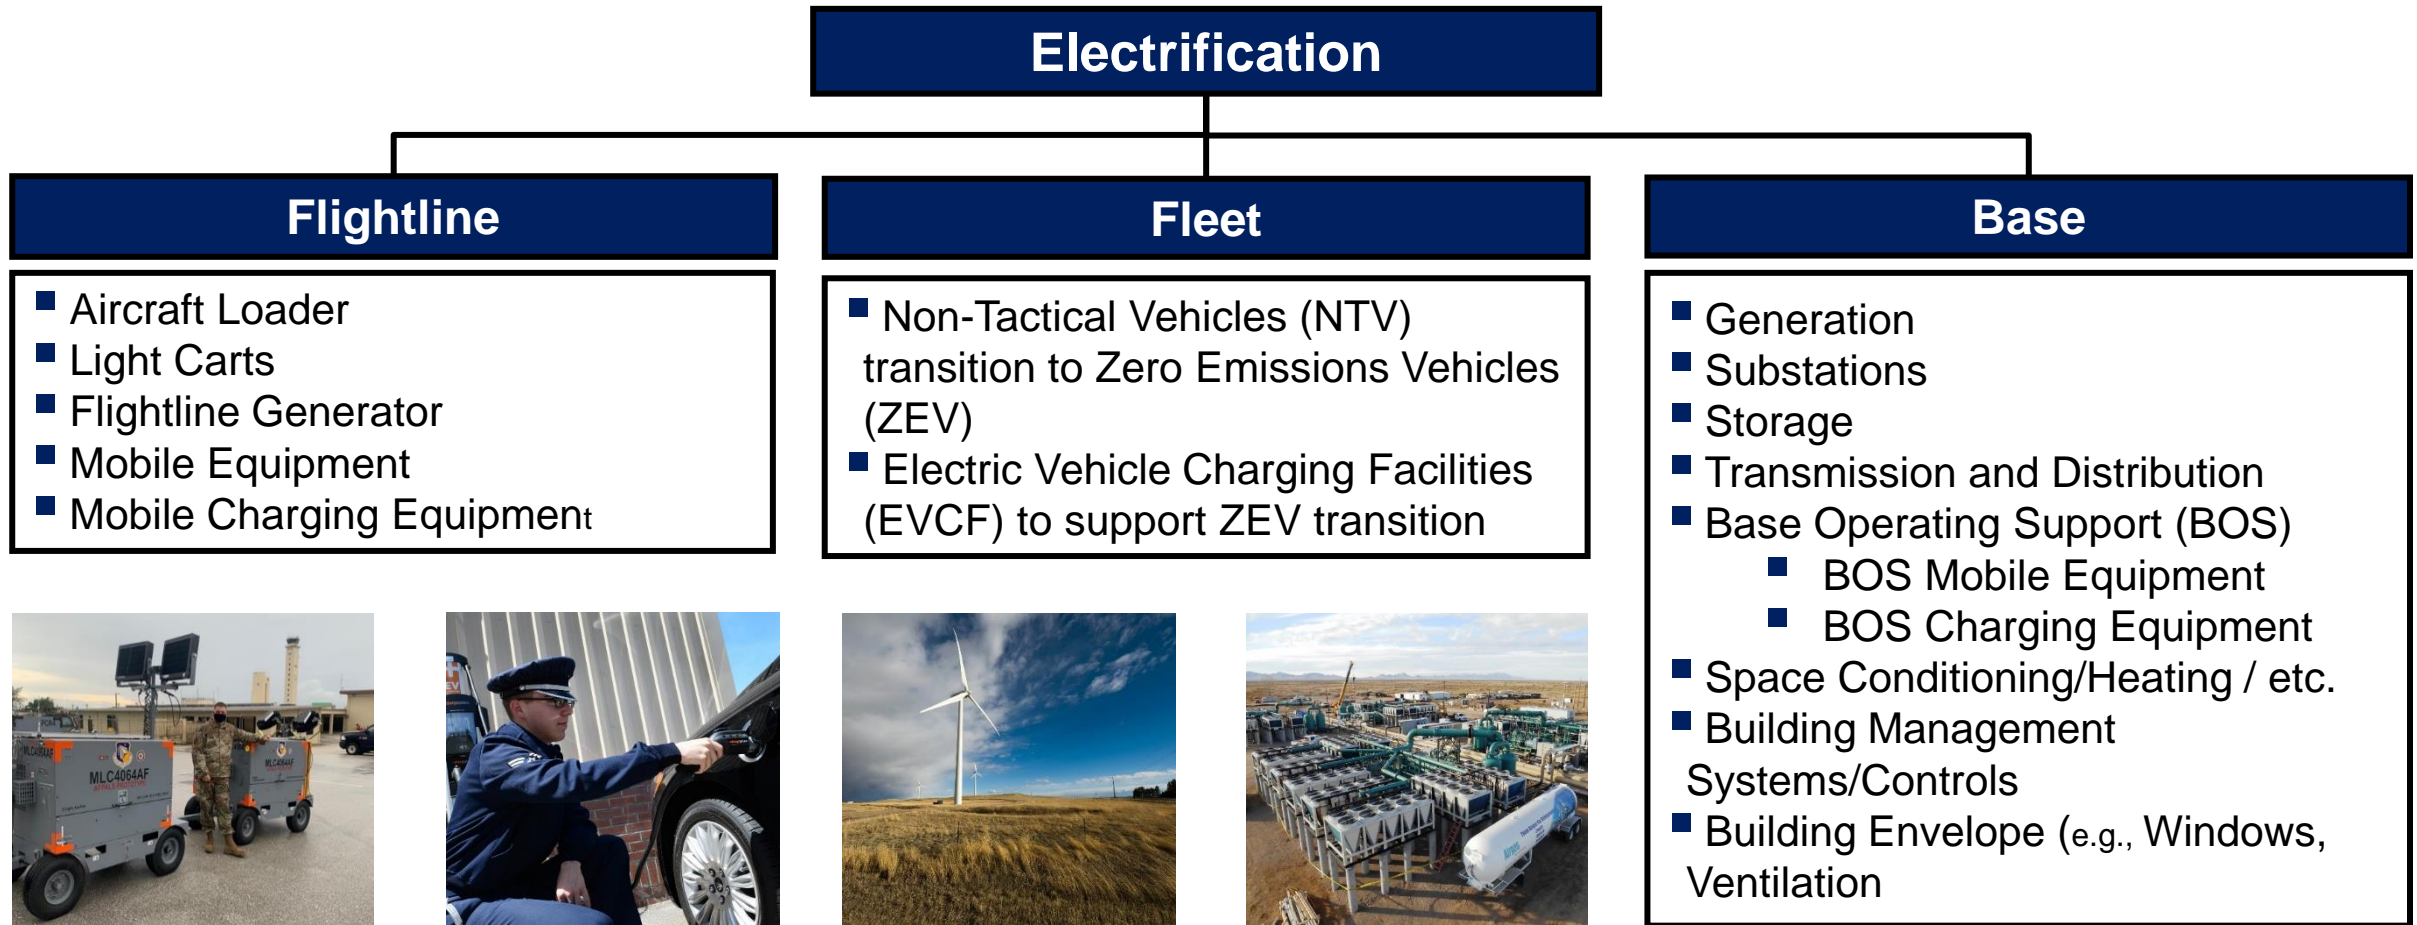 Electrification
Flightline
Aircraft Loader
Light Carts
Flightline Generator
Mobile Equipment
Mobile Charging Equipment
Fleet
Non-Tactical Vehicles (NTV)
transition to Zero Emissions Vehicles
(ZEV)
Electric Vehicle Charging Facilities
(EVCF) to support ZEV transition
Base
Generation
Substations
Storage
Transmission and Distribution
Base Operating Support (BOS)
BOS Mobile Equipment
BOS Charging Equipment
Space Conditioning/Heating / etc.
Building Management
Systems/Controls
Building Envelope (e.g., Windows,
Ventilation
MLC4064AF
MLC4064AF